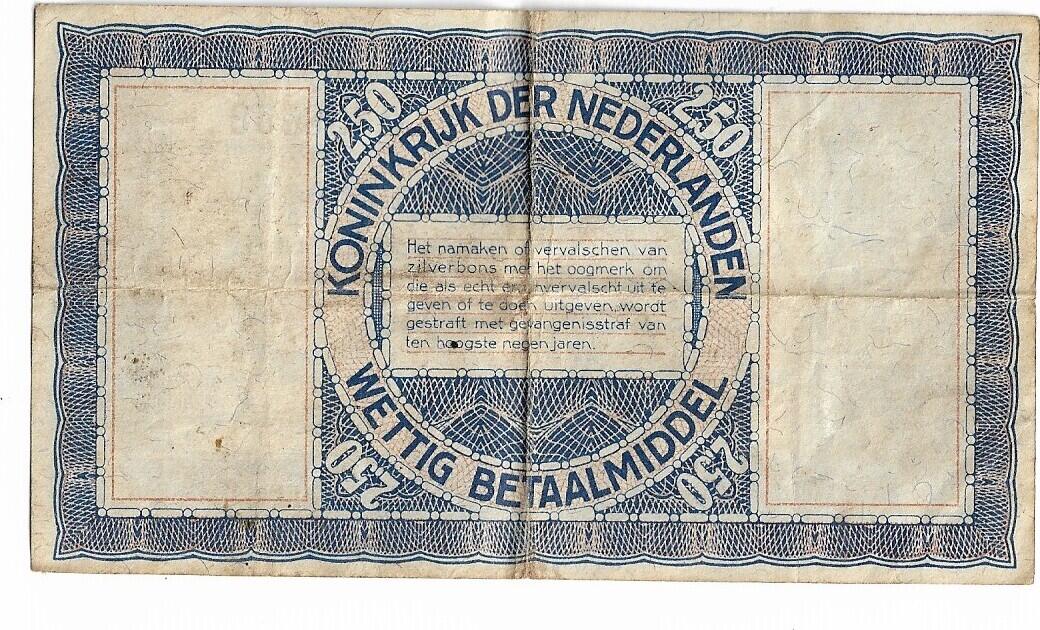 250
250
KONINKRIJK DER NEDERLANDEN
Het namaken of vervalschen van
zilverbons met het oogmerk om
die als echt en onvervalscht uit te
geven of te doen uitgeven, wordt
gestraft met gevangenisstraf van
ten hoogste negen jaren.
WETTIG BETAALMIDDEL
250
250